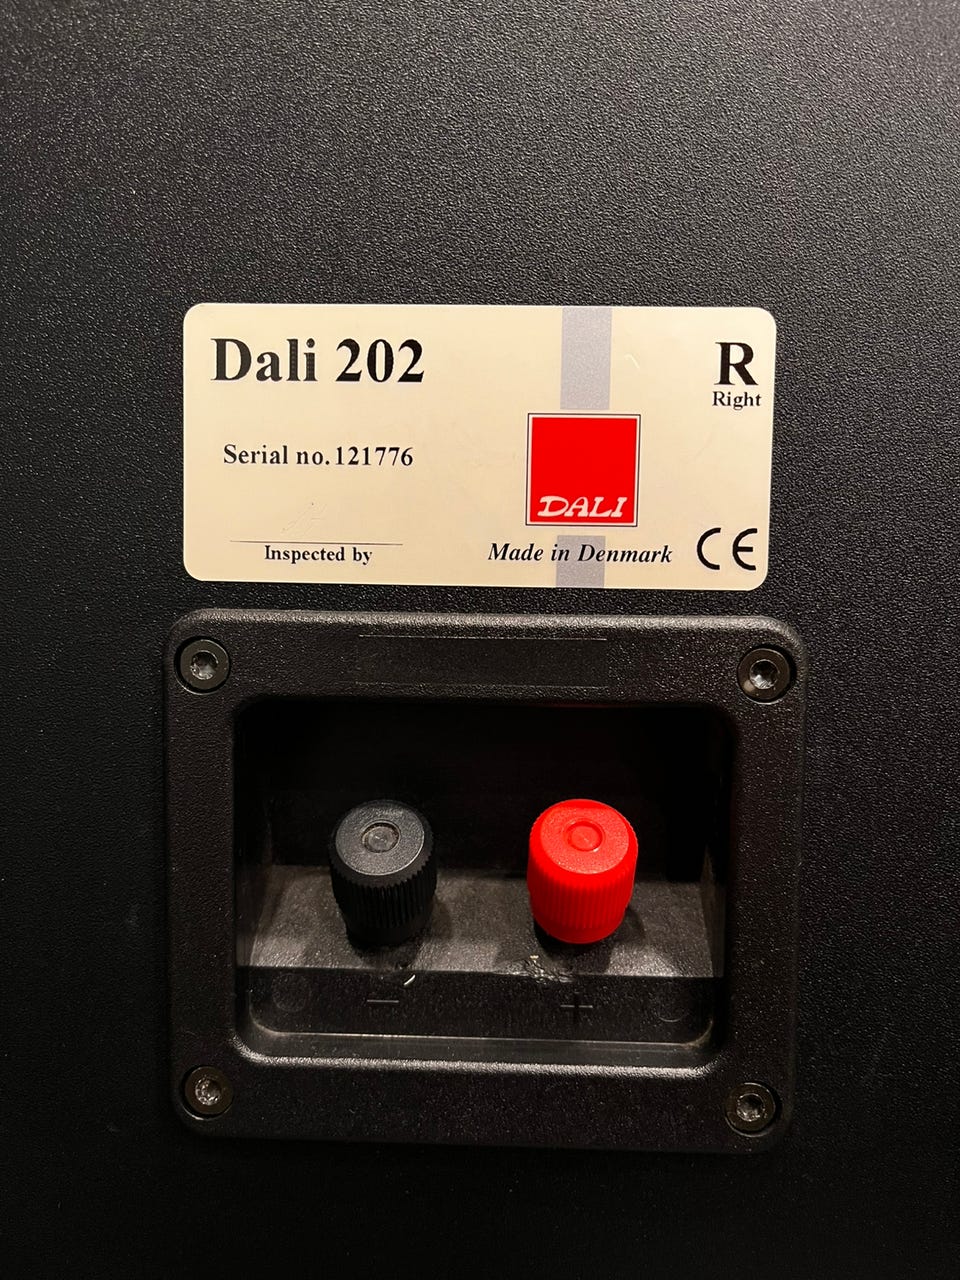 Dali 202
R
Right
Serial no. 121776
DALI
Inspected by
Made in Denmark
CE
− +